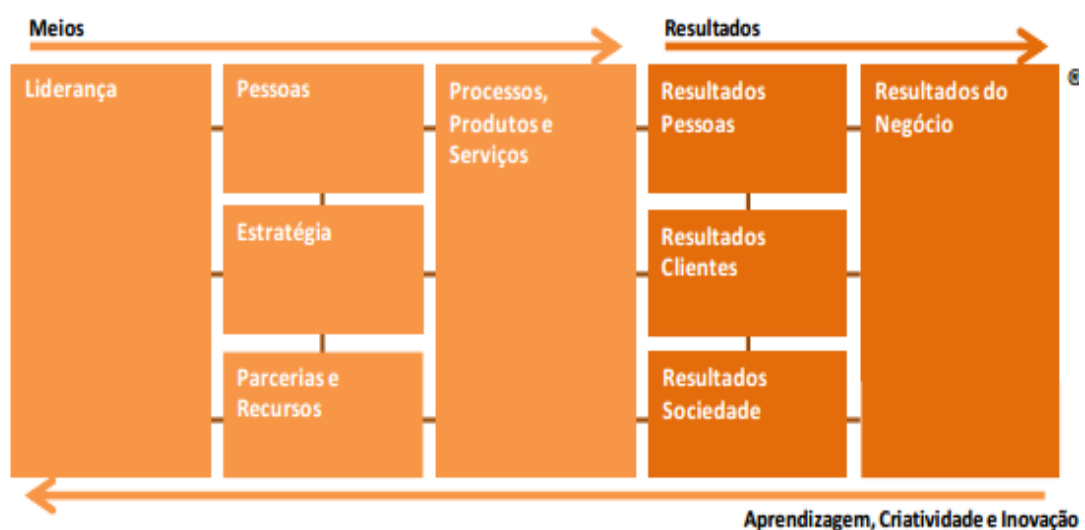 Meios
Resultados
Liderança
Pessoas
Processos,
Produtos e
Serviços
Resultados
Pessoas
Resultados do
Negócio
®
Estratégia
Resultados
Clientes
Parcerias e
Recursos
Resultados
Sociedade
Aprendizagem, Criatividade e Inovação